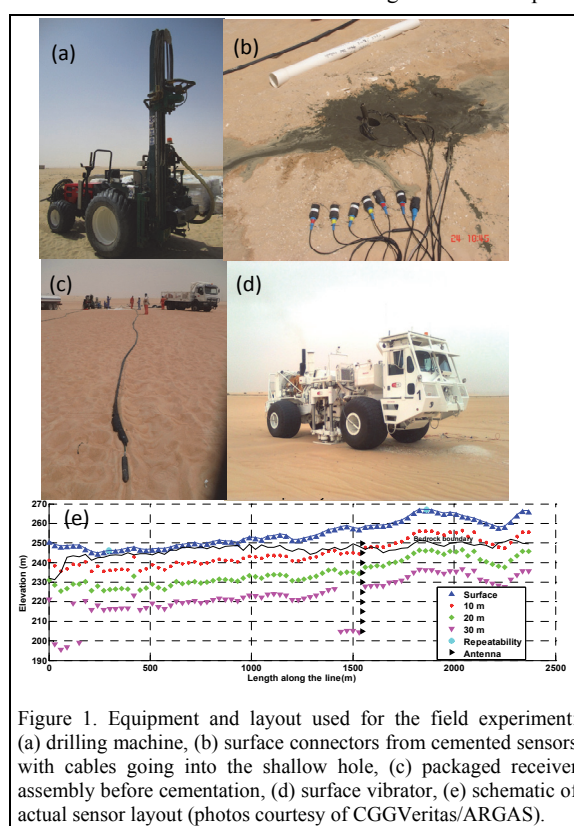 (a)
(b)
24 10:46
(c)
(d)
1
(e)
270
260
250
240
230
220
210
200
190
Elevation (m)
Bedrock boundary
Surface
10 m
20 m
30 m
Repeatability
Antenna
0
500
1000
1500
2000
2500
Length along the line(m)
Figure 1. Equipment and layout used for the field experiment
(a) drilling machine, (b) surface connectors from cemented sensors
with cables going into the shallow hole, (c) packaged receiver
assembly before cementation, (d) surface vibrator, (e) schematic of
actual sensor layout (photos courtesy of CGGVeritas/ARGAS).